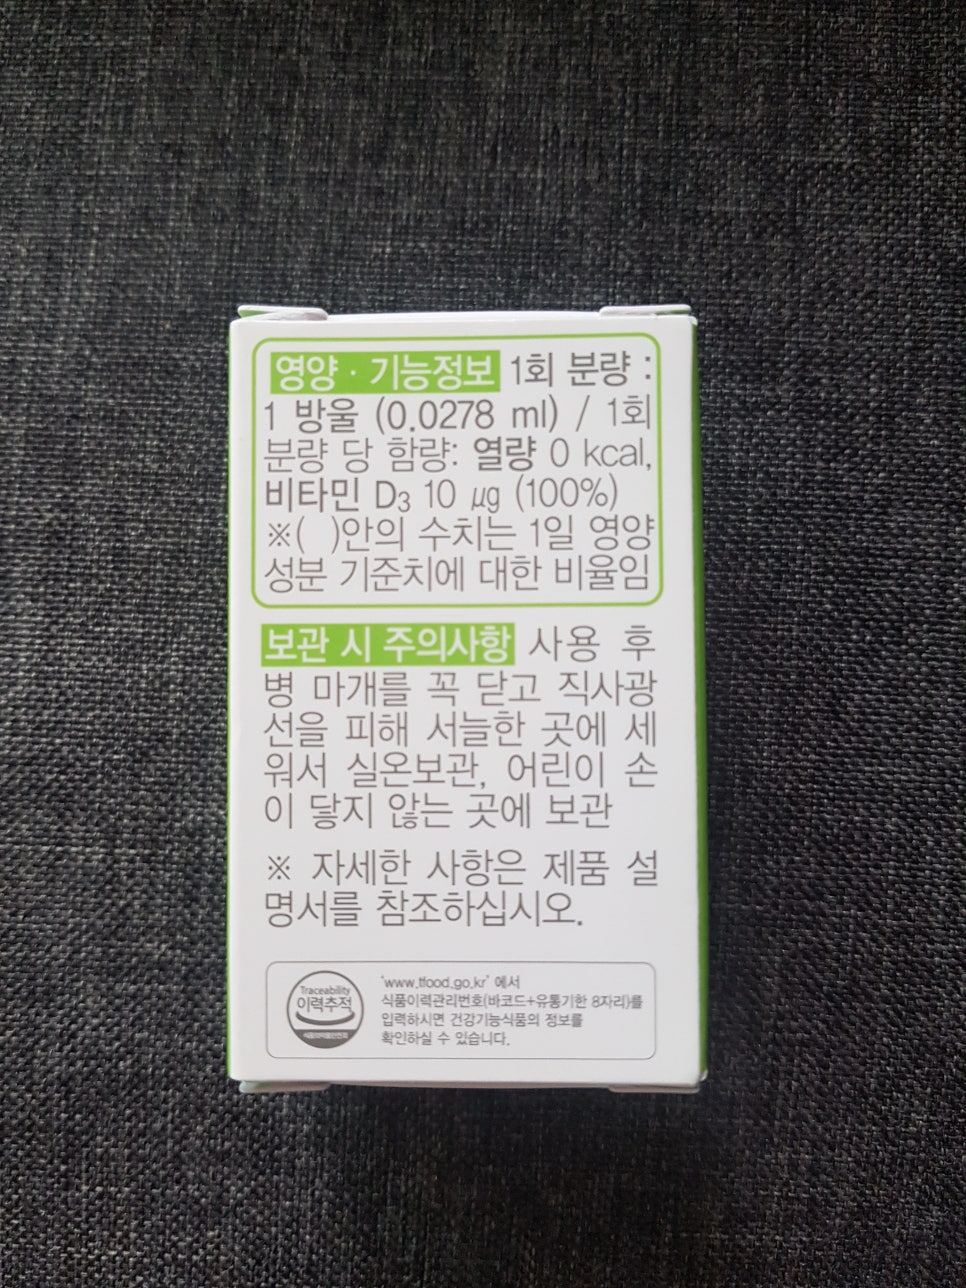 영양 · 기능정보 1회 분량 :
1 방울 (0.0278 ml) / 1회
분량 당 함량: 열량 0 kcal,
비타민 D3 10 ㎍ (100%)
※( )안의 수치는 1일 영양
성분 기준치에 대한 비율임
보관 시 주의사항 사용 후
병 마개를 꼭 닫고 직사광
선을 피해 서늘한 곳에 세
워서 실온보관, 어린이 손
이 닿지 않는 곳에 보관
※ 자세한 사항은 제품 설
명서를 참조하십시오.
Traceability
이력추적
식품의약품안전처
'www.tfood.go.kr' 에서
식품이력관리번호(바코드+유통기한 8자리)를
입력하시면 건강기능식품의 정보를
확인하실 수 있습니다.